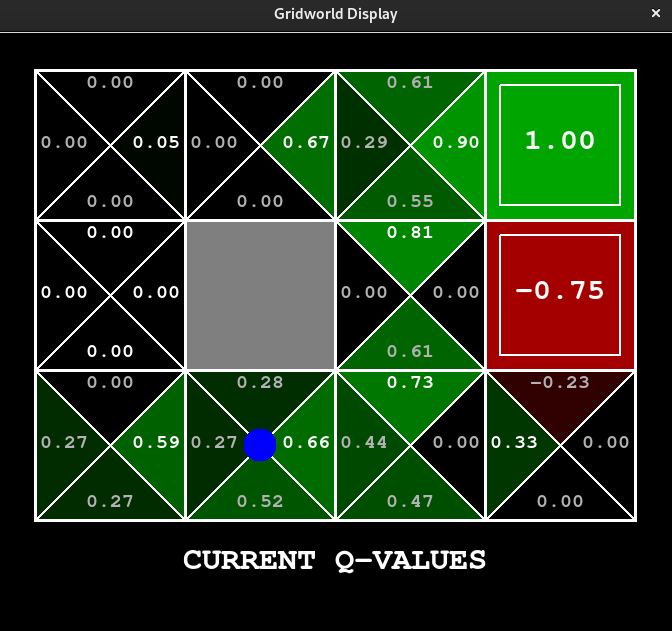 Gridworld Display ×
0.00 0.00 0.61
0.00 0.05 0.00 0.67 0.29 0.90 1.00
0.00 0.00 0.55
0.00 0.81
0.00 0.00 0.00 0.00 −0.75
0.00 0.61
0.00 0.28 0.73 −0.23
0.27 0.59 0.27 0.66 0.44 0.00 0.33 0.00
0.27 0.52 0.47 0.00
CURRENT Q−VALUES